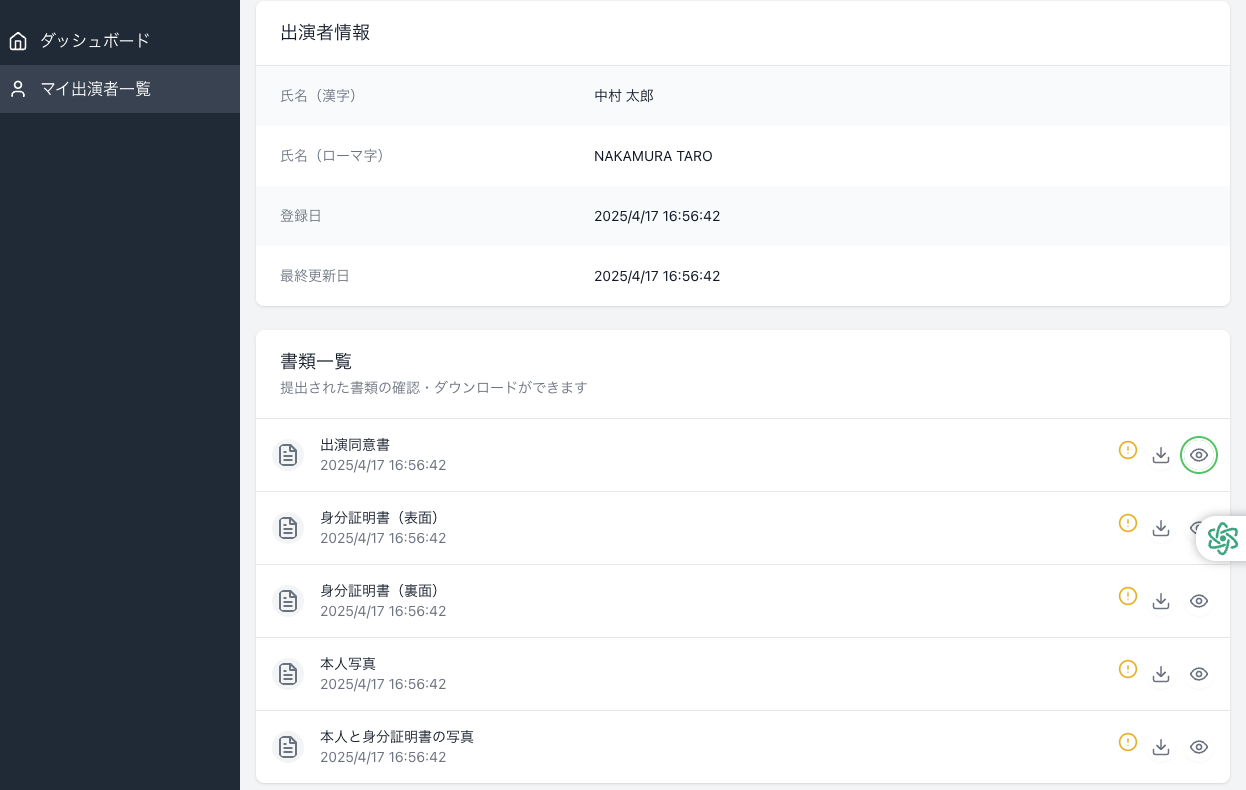 ダッシュボード
マイ出演者一覧
出演者情報
氏名（漢字） 中村 太郎
氏名（ローマ字） NAKAMURA TARO
登録日 2025/4/17 16:56:42
最終更新日 2025/4/17 16:56:42
書類一覧
提出された書類の確認・ダウンロードができます
出演同意書
2025/4/17 16:56:42
身分証明書（表面）
2025/4/17 16:56:42
身分証明書（裏面）
2025/4/17 16:56:42
本人写真
2025/4/17 16:56:42
本人と身分証明書の写真
2025/4/17 16:56:42